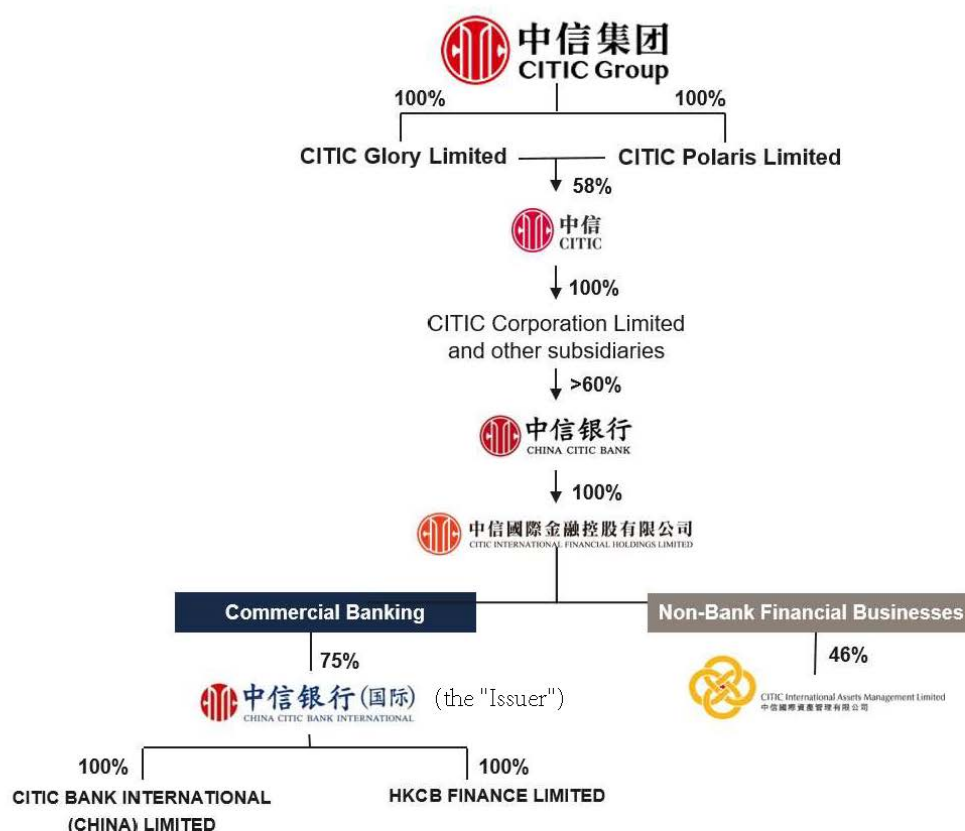 中信集团
CITIC Group
100%
100%
CITIC Glory Limited
CITIC Polaris Limited
58%
中信
CITIC
100%
CITIC Corporation Limited
and other subsidiaries
>60%
中信银行
CHINA CITIC BANK
100%
中信國際金融控股有限公司
CITIC INTERNATIONAL FINANCIAL HOLDINGS LIMITED
Commercial Banking
Non-Bank Financial Businesses
75%
46%
中信银行(国际)
CHINA CITIC BANK INTERNATIONAL
(the "Issuer")
CITIC International Assets Management Limited
中信國際資產管理有限公司
100%
100%
CITIC BANK INTERNATIONAL
(CHINA) LIMITED
HKCB FINANCE LIMITED